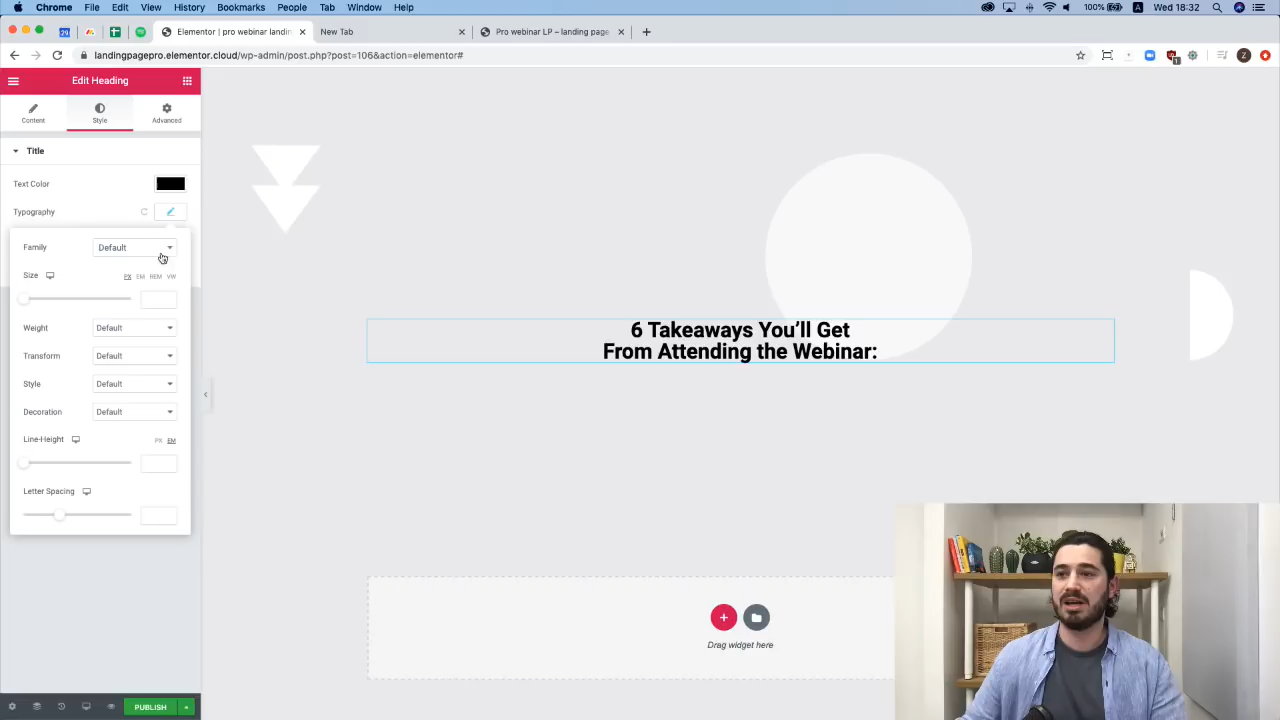 Chrome File Edit View History Bookmarks People Tab Window Help 100% Wed 18:32
31 Elementor | pro webinar landin New Tab Pro webinar LP – landing page
landingpagepro.elementor.cloud/wp-admin/post.php?post=106&action=elementor# 1 Z
Edit Heading
Content Style Advanced
Title
Text Color
Typography
Family Default
Size PX EM REM VW
Weight Default
Transform Default
Style Default
Decoration Default
Line-Height PX EM
Letter Spacing
6 Takeaways You’ll Get
From Attending the Webinar:
Drag widget here
PUBLISH